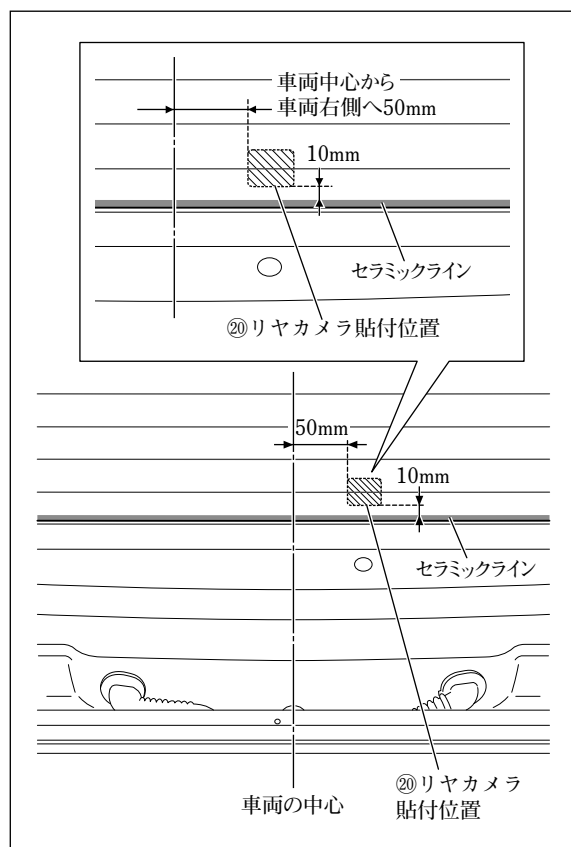 車両中心から
車両右側へ50mm
10mm
セラミックライン
⑳リヤカメラ貼付位置
50mm
10mm
セラミックライン
車両の中心
⑳リヤカメラ
貼付位置